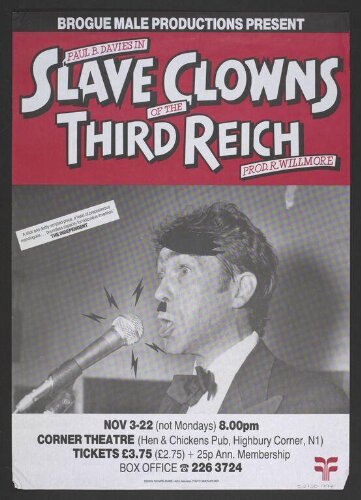 BROGUE MALE PRODUCTIONS PRESENT
PAUL B. DAVIES IN
SLAVE CLOWNS
OF THE
THIRD REICH
PROD. R. WILLMORE
THE INDEPENDENT
NOV 3-22 (not Mondays) 8.00pm
CORNER THEATRE (Hen & Chickens Pub, Highbury Corner, N1)
TICKETS £3.75 (£2.75) + 25p Ann. Membership
BOX OFFICE ☎ 226 3724